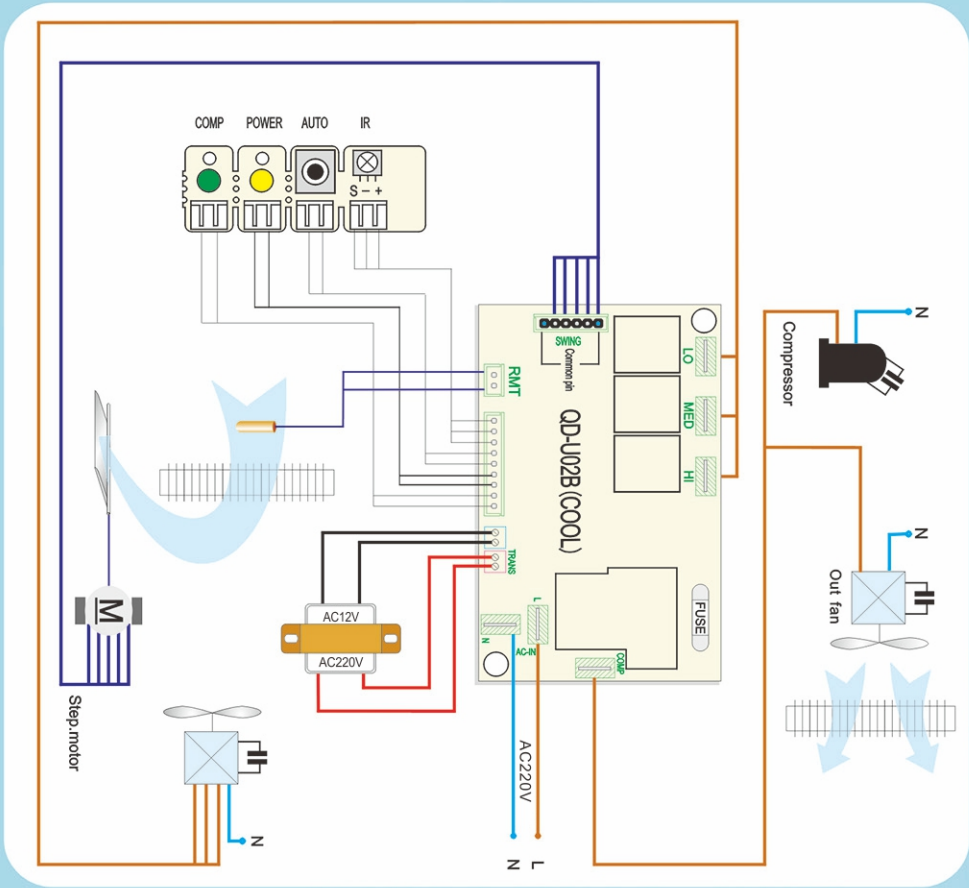 COMP POWER AUTO IR
S − +
SWING
Common pin
LO
MED
HI
RMT
QD-U02B(COOL)
TRANS
FUSE
L
N
AC-IN
COMP
AC12V
AC220V
AC220V
N
L
N
Compressor
N
Out fan
M
Step.motor
N